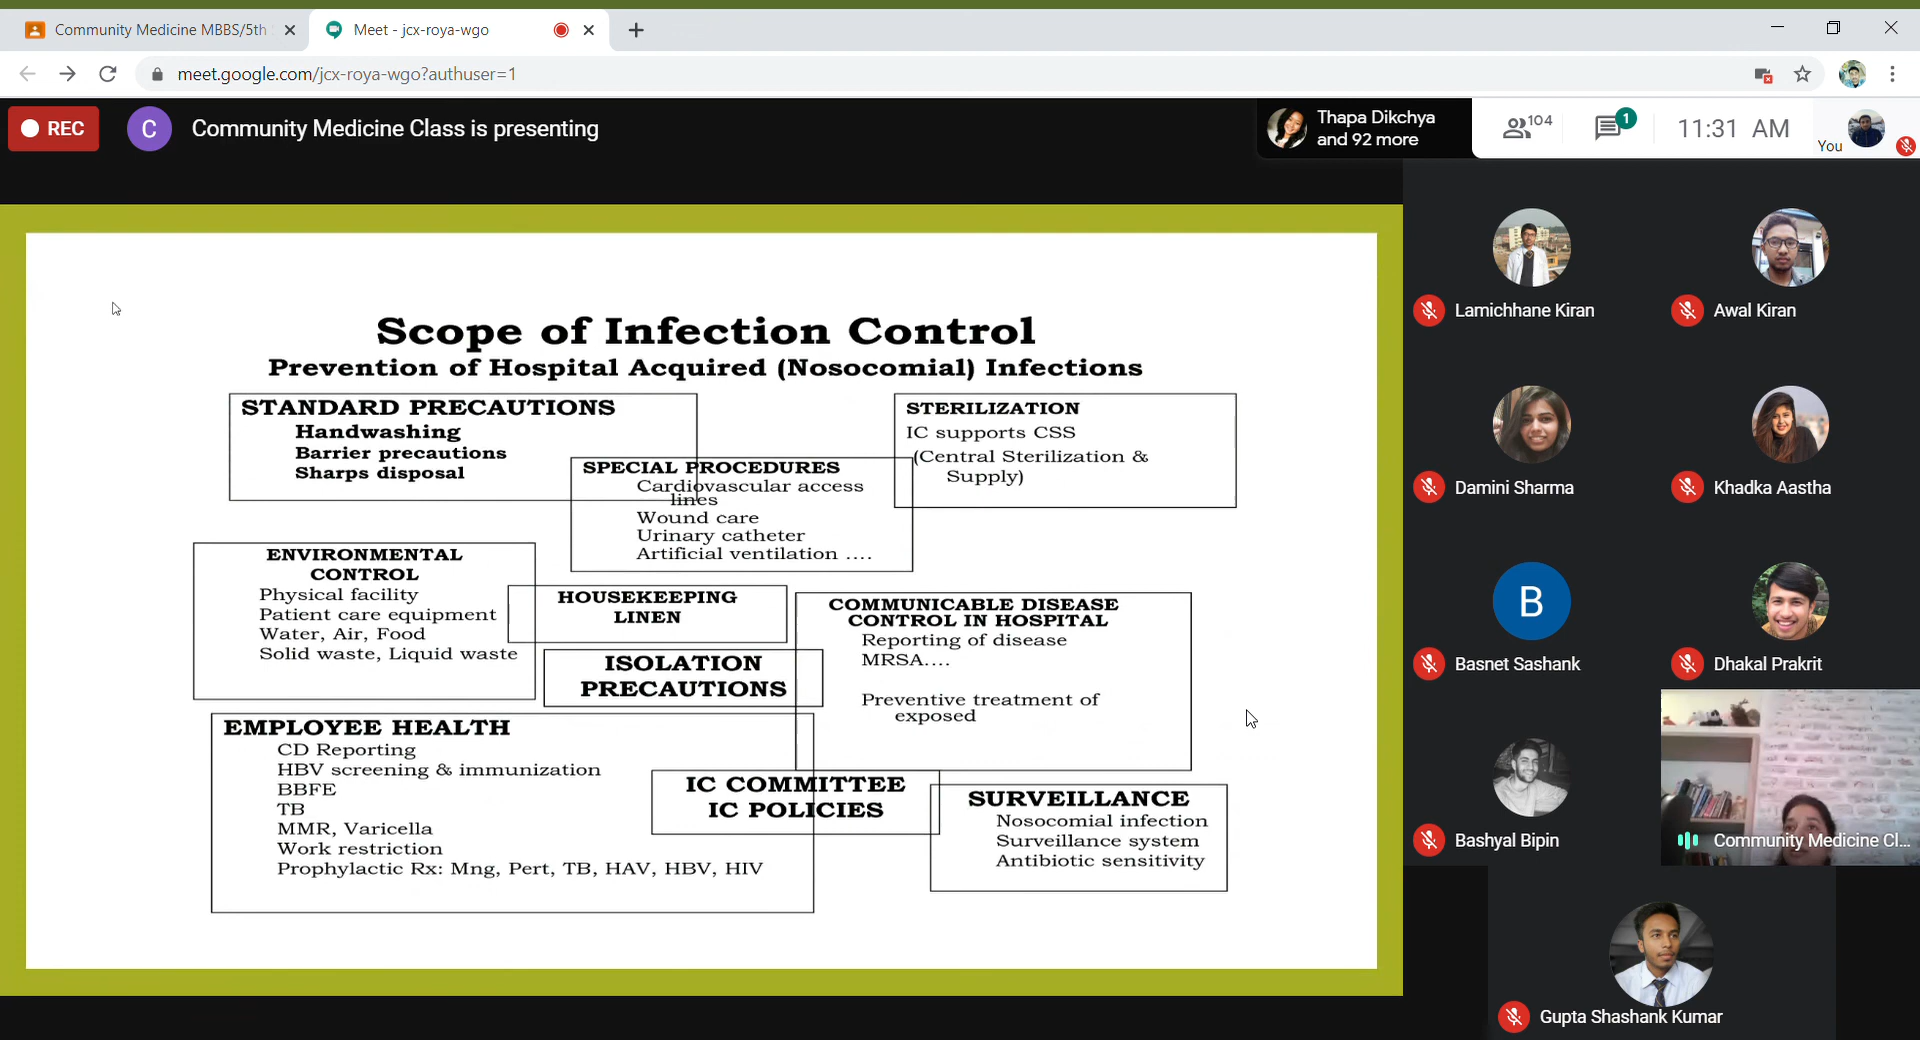 Community Medicine MBBS/5th
Meet - jcx-roya-wgo
meet.google.com/jcx-roya-wgo?authuser=1
REC
C
Community Medicine Class is presenting
Thapa Dikchya
and 92 more
104
1
11:31 AM
You
Scope of Infection Control
Prevention of Hospital Acquired (Nosocomial) Infections
STANDARD PRECAUTIONS
Handwashing
Barrier precautions
Sharps disposal
SPECIAL PROCEDURES
Cardiovascular access
lines
Wound care
Urinary catheter
Artificial ventilation ....
STERILIZATION
IC supports CSS
(Central Sterilization &
Supply)
ENVIRONMENTAL
CONTROL
Physical facility
Patient care equipment
Water, Air, Food
Solid waste, Liquid waste
HOUSEKEEPING
LINEN
ISOLATION
PRECAUTIONS
COMMUNICABLE DISEASE
CONTROL IN HOSPITAL
Reporting of disease
MRSA....
Preventive treatment of
exposed
EMPLOYEE HEALTH
CD Reporting
HBV screening & immunization
BBFE
TB
MMR, Varicella
Work restriction
Prophylactic Rx: Mng, Pert, TB, HAV, HBV, HIV
IC COMMITTEE
IC POLICIES
SURVEILLANCE
Nosocomial infection
Surveillance system
Antibiotic sensitivity
Lamichhane Kiran
Awal Kiran
Damini Sharma
Khadka Aastha
B
Basnet Sashank
Dhakal Prakrit
Bashyal Bipin
Community Medicine Cl...
Gupta Shashank Kumar